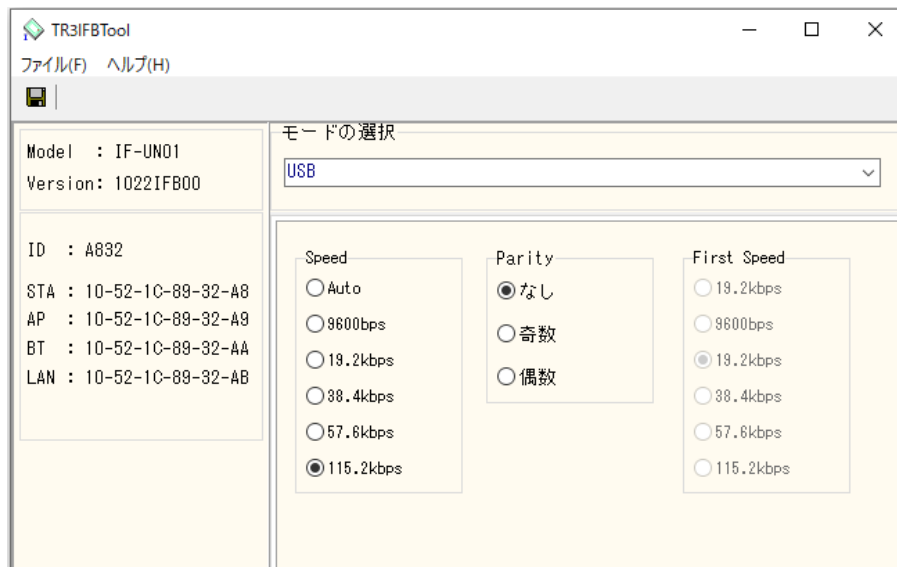 TR3IFBTool
ファイル(F) ヘルプ(H)
Model : IF-UN01
Version: 1022IFB00
ID : A832
STA : 10-52-1C-89-32-A8
AP : 10-52-1C-89-32-A9
BT : 10-52-1C-89-32-AA
LAN : 10-52-1C-89-32-AB
モードの選択
USB
Speed
Auto
9600bps
19.2kbps
38.4kbps
57.6kbps
115.2kbps
Parity
なし
奇数
偶数
First Speed
19.2kbps
9600bps
19.2kbps
38.4kbps
57.6kbps
115.2kbps